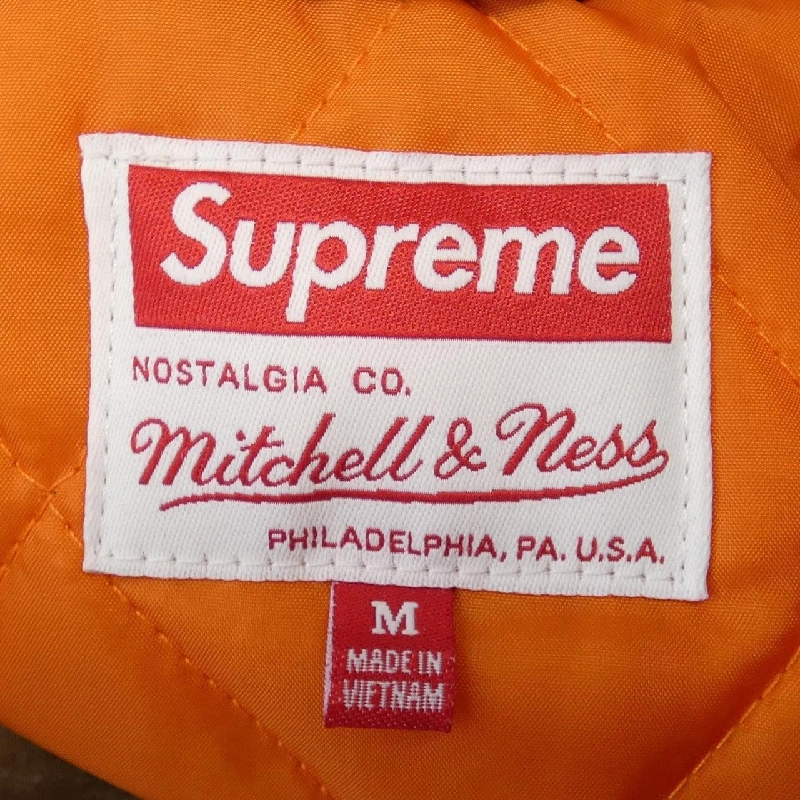 Supreme
NOSTALGIA CO.
Mitchell & Ness
PHILADELPHIA, PA. U.S.A.
M
MADE IN
VIETNAM